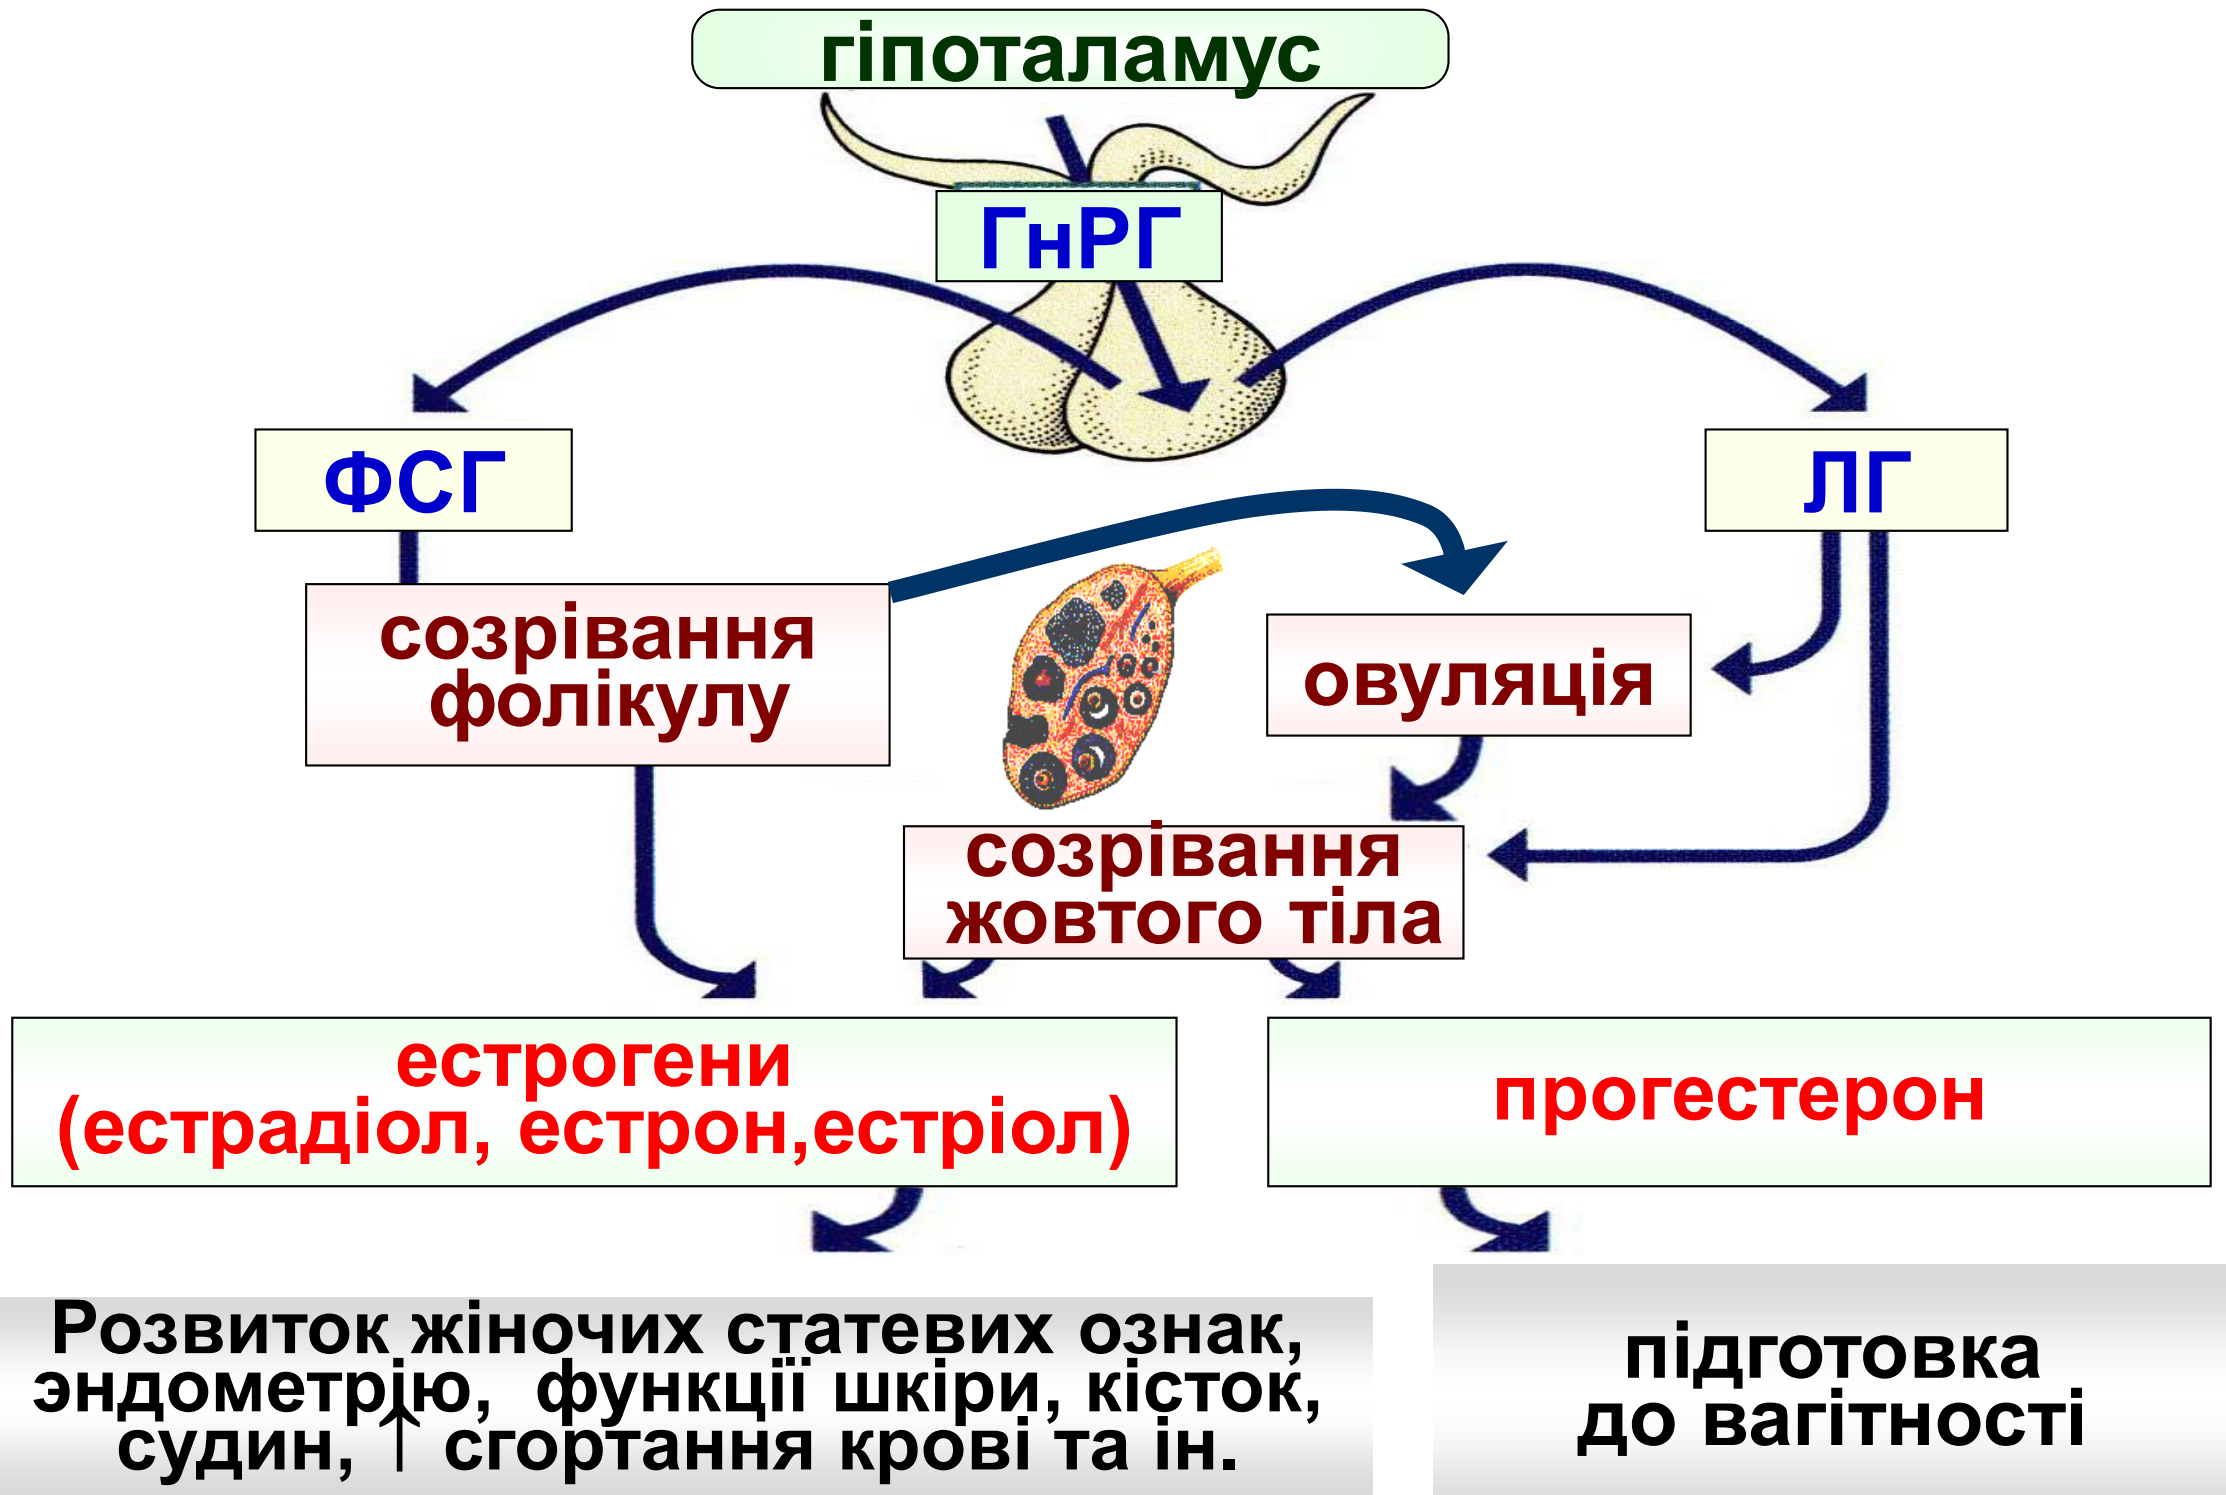 гіпоталамус
ГнРГ
ФСГ
ЛГ
созрівання
фолікулу
овуляція
созрівання
жовтого тіла
естрогени
(естрадіол, естрон,естріол)
прогестерон
Розвиток жіночих статевих ознак,
эндометрію, функції шкіри, кісток,
судин, ↑ сгортання крові та ін.
підготовка
до вагітності